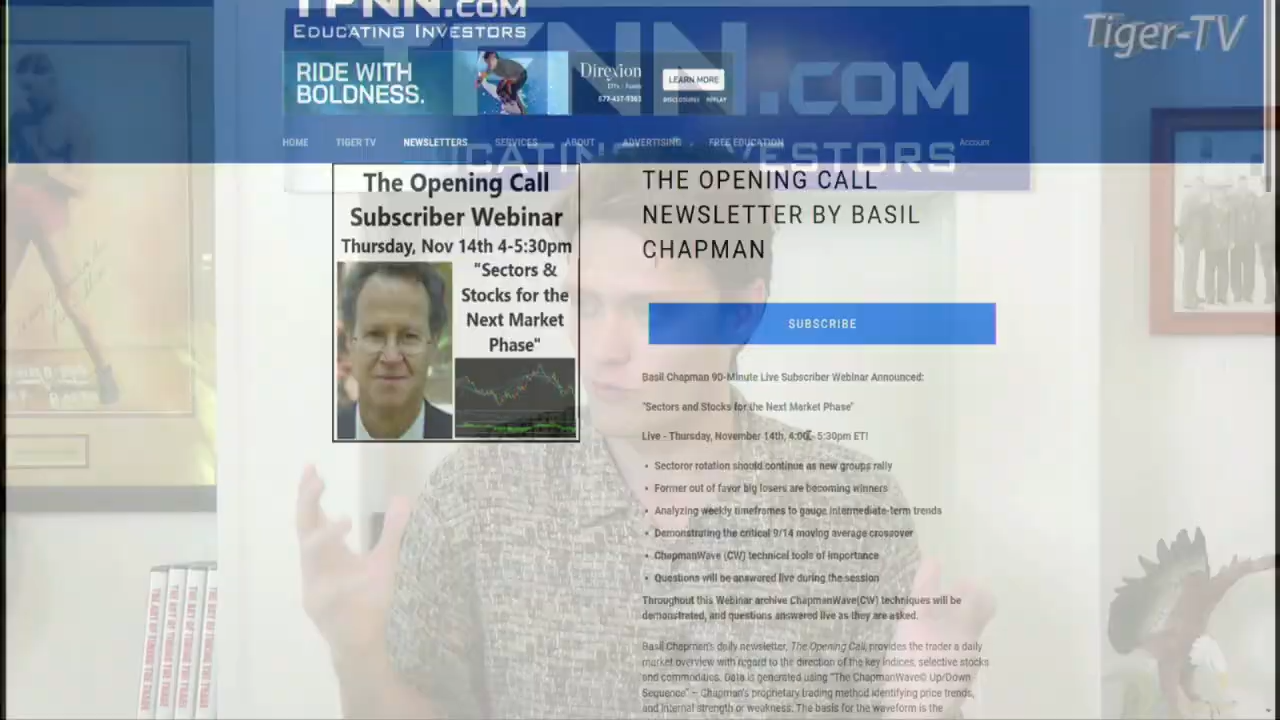 TFNN.COM
EDUCATING INVESTORS
Tiger-TV
RIDE WITH
BOLDNESS.
Direxion
877-437-9363
LEARN MORE
DISCLOSURES REPLAY
TFNN.COM
EDUCATING INVESTORS
HOME TIGER TV NEWSLETTERS SERVICES ABOUT ADVERTISING FREE EDUCATION Account
The Opening Call
Subscriber Webinar
Thursday, Nov 14th 4-5:30pm
"Sectors &
Stocks for the
Next Market
Phase"
THE OPENING CALL
NEWSLETTER BY BASIL
CHAPMAN
SUBSCRIBE
Basil Chapman 90-Minute Live Subscriber Webinar Announced:
"Sectors and Stocks for the Next Market Phase"
Live - Thursday, November 14th, 4:00 - 5:30pm ET!
• Sectoror rotation should continue as new groups rally
• Former out of favor big losers are becoming winners
• Analyzing weekly timeframes to gauge intermediate-term trends
• Demonstrating the critical 9/14 moving average crossover
• ChapmanWave (CW) technical tools of importance
• Questions will be answered live during the session
Throughout this Webinar archive ChapmanWave(CW) techniques will be
demonstrated, and questions answered live as they are asked.
Basil Chapman's daily newsletter, The Opening Call, provides the trader a daily
market overview with regard to the direction of the key indices, selective stocks
and commodities. Data is generated using "The ChapmanWave© Up/Down
Sequence" – Chapman's proprietary trading method identifying price trends,
and internal strength or weakness. The basis for the waveform is the